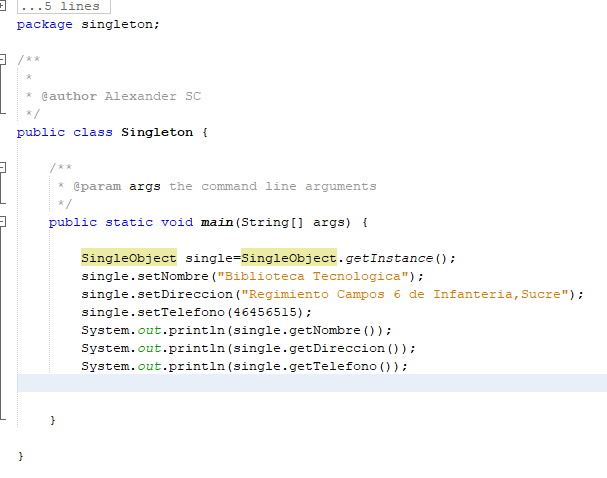 ...5 lines
package singleton;
/**
 *
 * @author Alexander SC
 */
public class Singleton {
    /**
     * @param args the command line arguments
     */
    public static void main(String[] args) {
        SingleObject single=SingleObject.getInstance();
        single.setNombre("Biblioteca Tecnologica");
        single.setDireccion("Regimiento Campos 6 de Infanteria,Sucre");
        single.setTelefono(46456515);
        System.out.println(single.getNombre());
        System.out.println(single.getDireccion());
        System.out.println(single.getTelefono());
    }
}